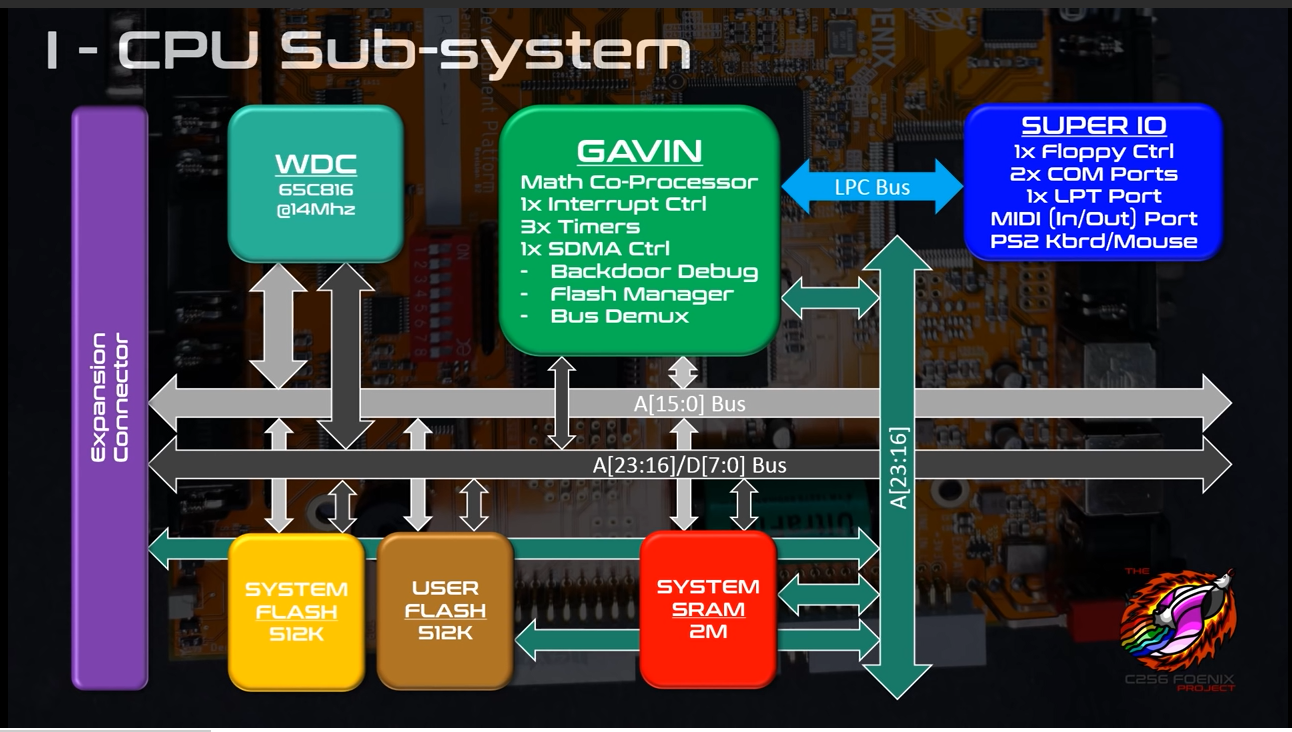 I - CPU Sub-system
WDC
65C816
@14Mhz
GAVIN
Math Co-Processor
1x Interrupt Ctrl
3x Timers
1x SDMA Ctrl
- Backdoor Debug
- Flash Manager
- Bus Demux
LPC Bus
SUPER IO
1x Floppy Ctrl
2x COM Ports
1x LPT Port
MIDI (In/Out) Port
PS2 Kbrd/Mouse
Expansion
Connector
A[15:0] Bus
A[23:16]/D[7:0] Bus
A[23:16]
SYSTEM
FLASH
512K
USER
FLASH
512K
SYSTEM
SRAM
2M
THE
C256 FOENIX
PROJECT